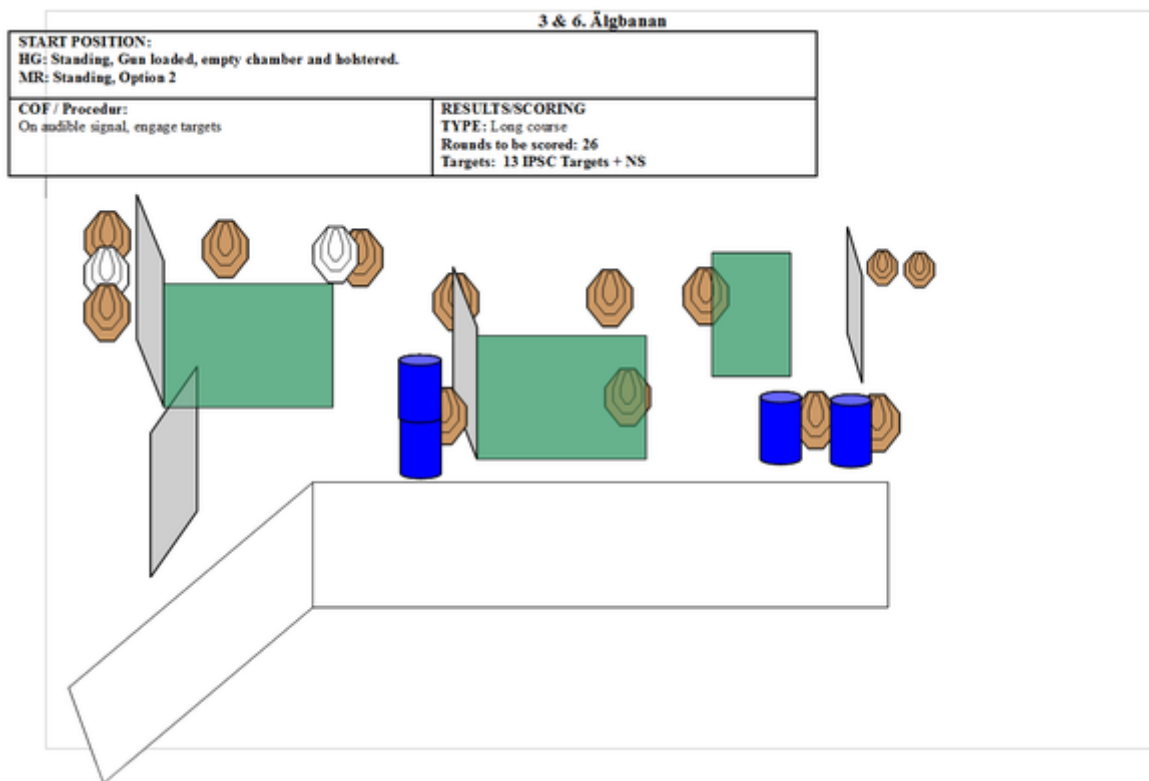 3 & 6. Älgbanan
START POSITION:
HG: Standing, Gun loaded, empty chamber and holstered.
MR: Standing, Option 2
COF / Procedur:
On audible signal, engage targets
RESULTS/SCORING
TYPE: Long course
Rounds to be scored: 26
Targets: 13 IPSC Targets + NS